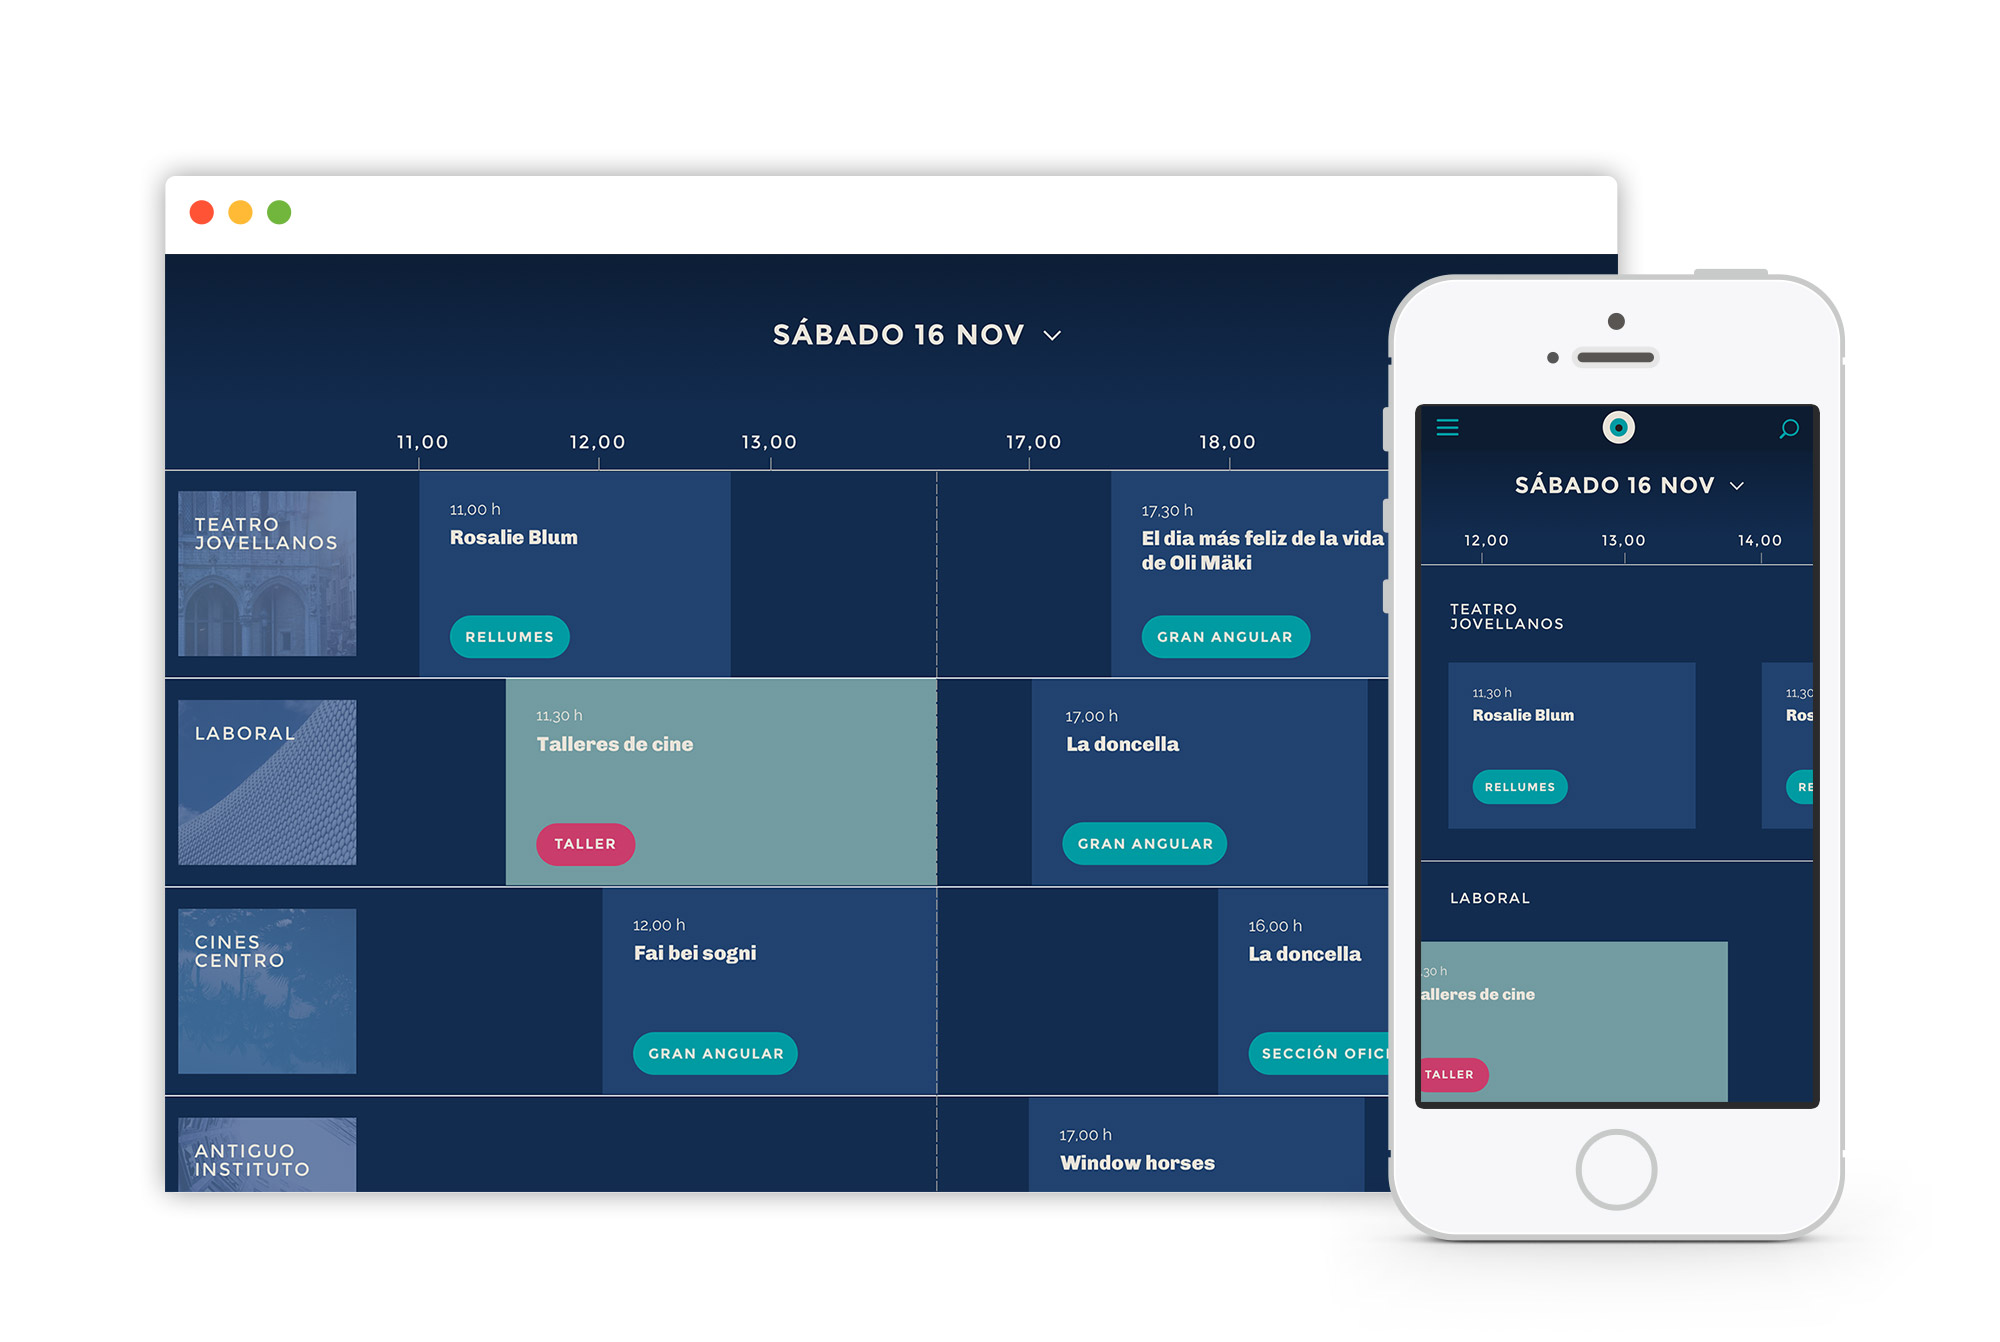 SÁBADO 16 NOV
11,00 12,00 13,00 17,00 18,00
TEATRO
JOVELLANOS
11,00 h
Rosalie Blum
RELLUMES
17,30 h
El dia más feliz de la vida
de Oli Mäki
GRAN ANGULAR
LABORAL
11,30 h
Talleres de cine
TALLER
17,00 h
La doncella
GRAN ANGULAR
CINES
CENTRO
12,00 h
Fai bei sogni
GRAN ANGULAR
16,00 h
La doncella
SECCIÓN OFICI
ANTIGUO
INSTITUTO
17,00 h
Window horses
SÁBADO 16 NOV
12,00 13,00 14,00
TEATRO
JOVELLANOS
11,30 h
Rosalie Blum
RELLUMES
11,30
Ros
RE
LABORAL
,30 h
alleres de cine
TALLER